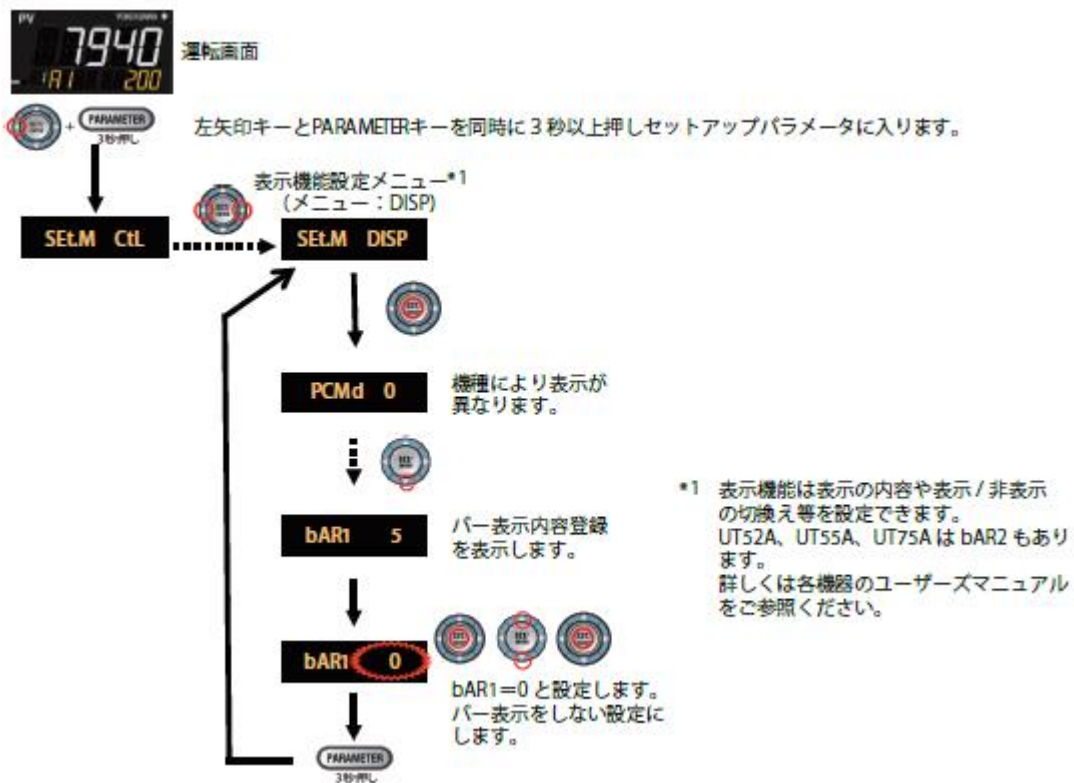 PV
YOKOGAWA
7940
A1 200
運転画面
+ PARAMETER
3秒押し
左矢印キーとPARAMETERキーを同時に3秒以上押しセットアップパラメータに入ります。
表示機能設定メニュー*1
(メニュー：DISP)
SEt.M CtL
SEt.M DISP
PCMd 0
機種により表示が
異なります。
bAR1 5
バー表示内容登録
を表示します。
*1 表示機能は表示の内容や表示 / 非表示
の切換え等を設定できます。
UT52A、UT55A、UT75A は bAR2 もあり
ます。
詳しくは各機器のユーザーズマニュアル
をご参照ください。
bAR1 0
bAR1＝0 と設定します。
バー表示をしない設定に
します。
PARAMETER
3秒押し